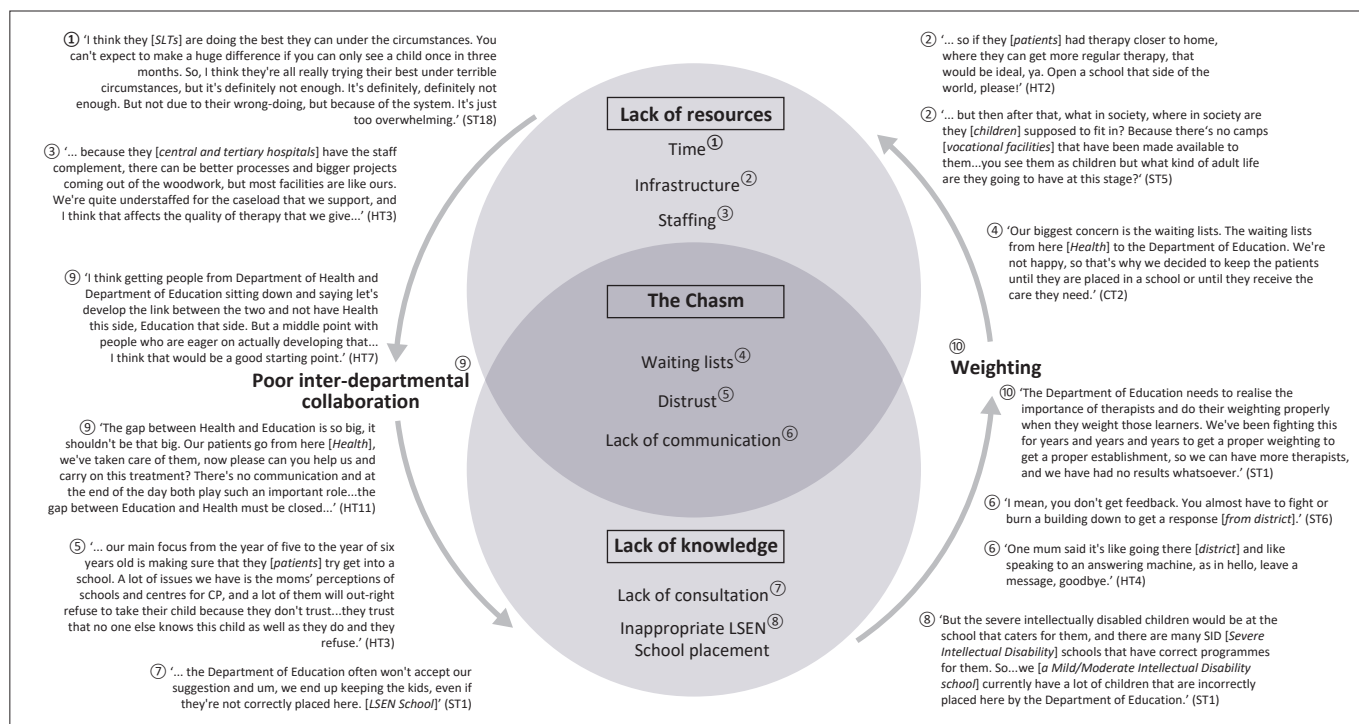 ① 'I think they [SLTs] are doing the best they can under the circumstances. You
can't expect to make a huge difference if you can only see a child once in three
months. So, I think they're all really trying their best under terrible
circumstances, but it's definitely not enough. It's definitely, definitely not
enough. But not due to their wrong-doing, but because of the system. It's just
too overwhelming.' (ST18)
③ '... because they [central and tertiary hospitals] have the staff
complement, there can be better processes and bigger projects
coming out of the woodwork, but most facilities are like ours.
We're quite understaffed for the caseload that we support, and
I think that affects the quality of therapy that we give...' (HT3)
⑨ 'I think getting people from Department of Health and
Department of Education sitting down and saying let's
develop the link between the two and not have Health
this side, Education that side. But a middle point with
people who are eager on actually developing that...
I think that would be a good starting point.' (HT7)
⑨
Poor inter-departmental
collaboration
⑨ 'The gap between Health and Education is so big, it
shouldn't be that big. Our patients go from here [Health],
we've taken care of them, now please can you help us and
carry on this treatment? There's no communication and at
the end of the day both play such an important role...the
gap between Education and Health must be closed...' (HT11)
⑤ '... our main focus from the year of five to the year of six
years old is making sure that they [patients] try get into a
school. A lot of issues we have is the moms' perceptions of
schools and centres for CP, and a lot of them will out-right
refuse to take their child because they don't trust...they trust
that no one else knows this child as well as they do and they
refuse.' (HT3)
⑦ '... the Department of Education often won't accept our
suggestion and um, we end up keeping the kids, even if
they're not correctly placed here. [LSEN School]' (ST1)
Lack of resources
Time①
Infrastructure②
Staffing③
The Chasm
Waiting lists④
Distrust⑤
Lack of communication⑥
Lack of knowledge
Lack of consultation⑦
Inappropriate LSEN⑧
School placement
② '... so if they [patients] had therapy closer to home,
where they can get more regular therapy, that
would be ideal, ya. Open a school that side of the
world, please!' (HT2)
② '... but then after that, what in society, where in society are
they [children] supposed to fit in? Because there's no camps
[vocational facilities] that have been made available to
them...you see them as children but what kind of adult life
are they going to have at this stage?' (ST5)
④ 'Our biggest concern is the waiting lists. The waiting lists
from here [Health] to the Department of Education. We're
not happy, so that's why we decided to keep the patients
until they are placed in a school or until they receive the
care they need.' (CT2)
⑩
Weighting
⑩ 'The Department of Education needs to realise the
importance of therapists and do their weighting properly
when they weight those learners. We've been fighting this
for years and years and years to get a proper weighting to
get a proper establishment, so we can have more therapists,
and we have had no results whatsoever.' (ST1)
⑥ 'I mean, you don't get feedback. You almost have to fight or
burn a building down to get a response [from district].' (ST6)
⑥ 'One mum said it's like going there [district] and like
speaking to an answering machine, as in hello, leave a
message, goodbye.' (HT4)
⑧ 'But the severe intellectually disabled children would be at the
school that caters for them, and there are many SID [Severe
Intellectual Disability] schools that have correct programmes
for them. So...we [a Mild/Moderate Intellectual Disability
school] currently have a lot of children that are incorrectly
placed here by the Department of Education.' (ST1)